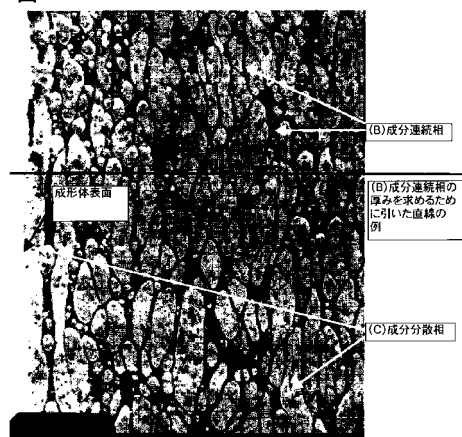 (B)成分連続相
成形体表面
(B)成分連続相の
厚みを求めるため
に引いた直線の
例
(C)成分分散相